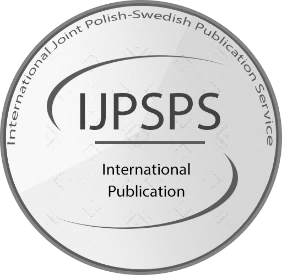 International Joint Polish-Swedish Publication Service
IJPSPS
International
Publication